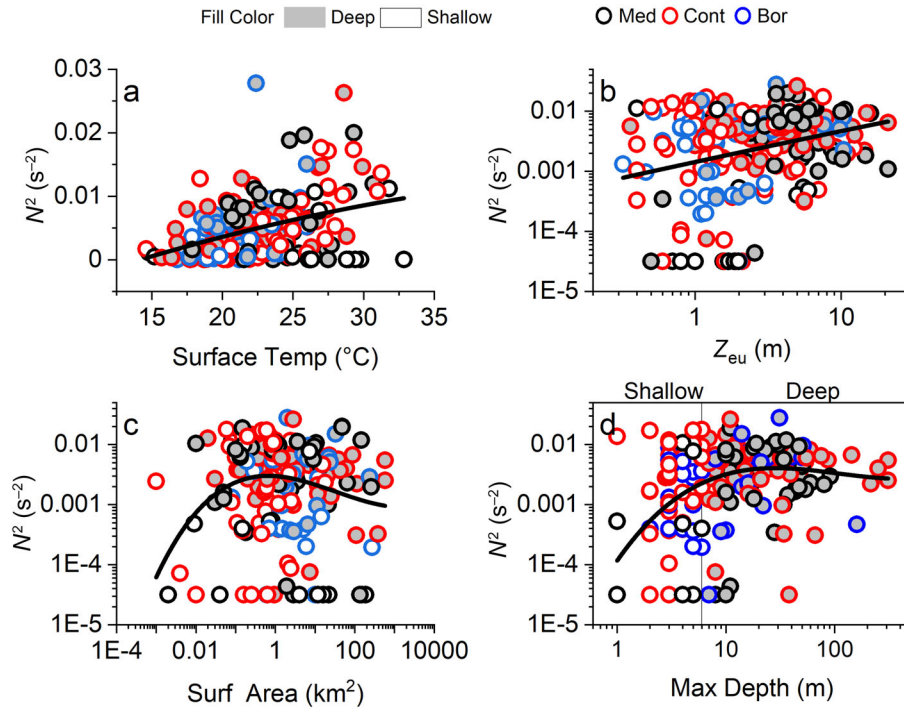 Fill Color Deep Shallow Med Cont Bor
a
0.03
0.02
0.01
0
N² (s⁻²)
15 20 25 30 35
Surface Temp (°C)
b
0.01
0.001
1E-4
1E-5
N² (s⁻²)
1 10
Zeu (m)
c
0.01
0.001
1E-4
1E-5
N² (s⁻²)
1E-4 0.01 1 100 10000
Surf Area (km²)
Shallow Deep
d
0.01
0.001
1E-4
1E-5
N² (s⁻²)
1 10 100
Max Depth (m)